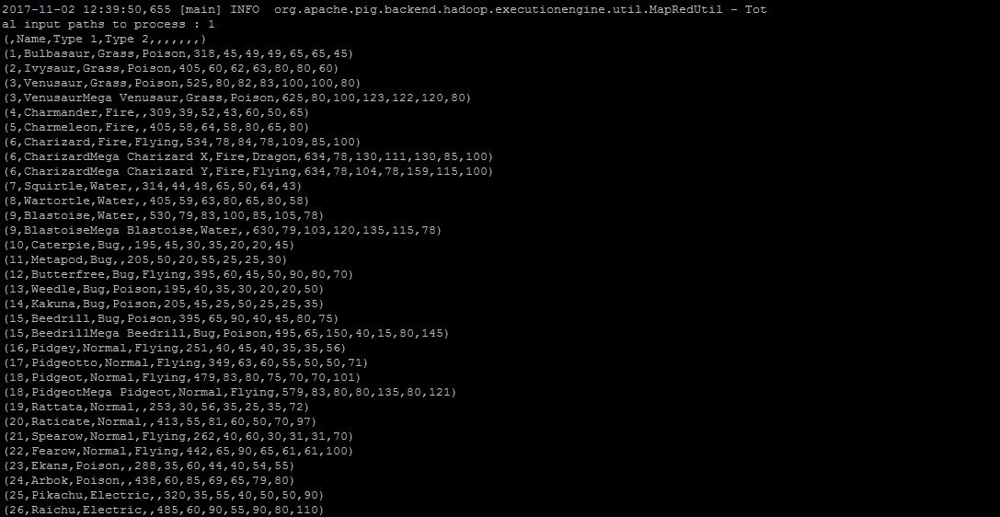 2017-11-02 12:39:50,655 [main] INFO  org.apache.pig.backend.hadoop.executionengine.util.MapRedUtil - Tot
al input paths to process : 1
(,Name,Type 1,Type 2,,,,,,,)
(1,Bulbasaur,Grass,Poison,318,45,49,49,65,65,45)
(2,Ivysaur,Grass,Poison,405,60,62,63,80,80,60)
(3,Venusaur,Grass,Poison,525,80,82,83,100,100,80)
(3,VenusaurMega Venusaur,Grass,Poison,625,80,100,123,122,120,80)
(4,Charmander,Fire,,309,39,52,43,60,50,65)
(5,Charmeleon,Fire,,405,58,64,58,80,65,80)
(6,Charizard,Fire,Flying,534,78,84,78,109,85,100)
(6,CharizardMega Charizard X,Fire,Dragon,634,78,130,111,130,85,100)
(6,CharizardMega Charizard Y,Fire,Flying,634,78,104,78,159,115,100)
(7,Squirtle,Water,,314,44,48,65,50,64,43)
(8,Wartortle,Water,,405,59,63,80,65,80,58)
(9,Blastoise,Water,,530,79,83,100,85,105,78)
(9,BlastoiseMega Blastoise,Water,,630,79,103,120,135,115,78)
(10,Caterpie,Bug,,195,45,30,35,20,20,45)
(11,Metapod,Bug,,205,50,20,55,25,25,30)
(12,Butterfree,Bug,Flying,395,60,45,50,90,80,70)
(13,Weedle,Bug,Poison,195,40,35,30,20,20,50)
(14,Kakuna,Bug,Poison,205,45,25,50,25,25,35)
(15,Beedrill,Bug,Poison,395,65,90,40,45,80,75)
(15,BeedrillMega Beedrill,Bug,Poison,495,65,150,40,15,80,145)
(16,Pidgey,Normal,Flying,251,40,45,40,35,35,56)
(17,Pidgeotto,Normal,Flying,349,63,60,55,50,50,71)
(18,Pidgeot,Normal,Flying,479,83,80,75,70,70,101)
(18,PidgeotMega Pidgeot,Normal,Flying,579,83,80,80,135,80,121)
(19,Rattata,Normal,,253,30,56,35,25,35,72)
(20,Raticate,Normal,,413,55,81,60,50,70,97)
(21,Spearow,Normal,Flying,262,40,60,30,31,31,70)
(22,Fearow,Normal,Flying,442,65,90,65,61,61,100)
(23,Ekans,Poison,,288,35,60,44,40,54,55)
(24,Arbok,Poison,,438,60,85,69,65,79,80)
(25,Pikachu,Electric,,320,35,55,40,50,50,90)
(26,Raichu,Electric,,485,60,90,55,90,80,110)